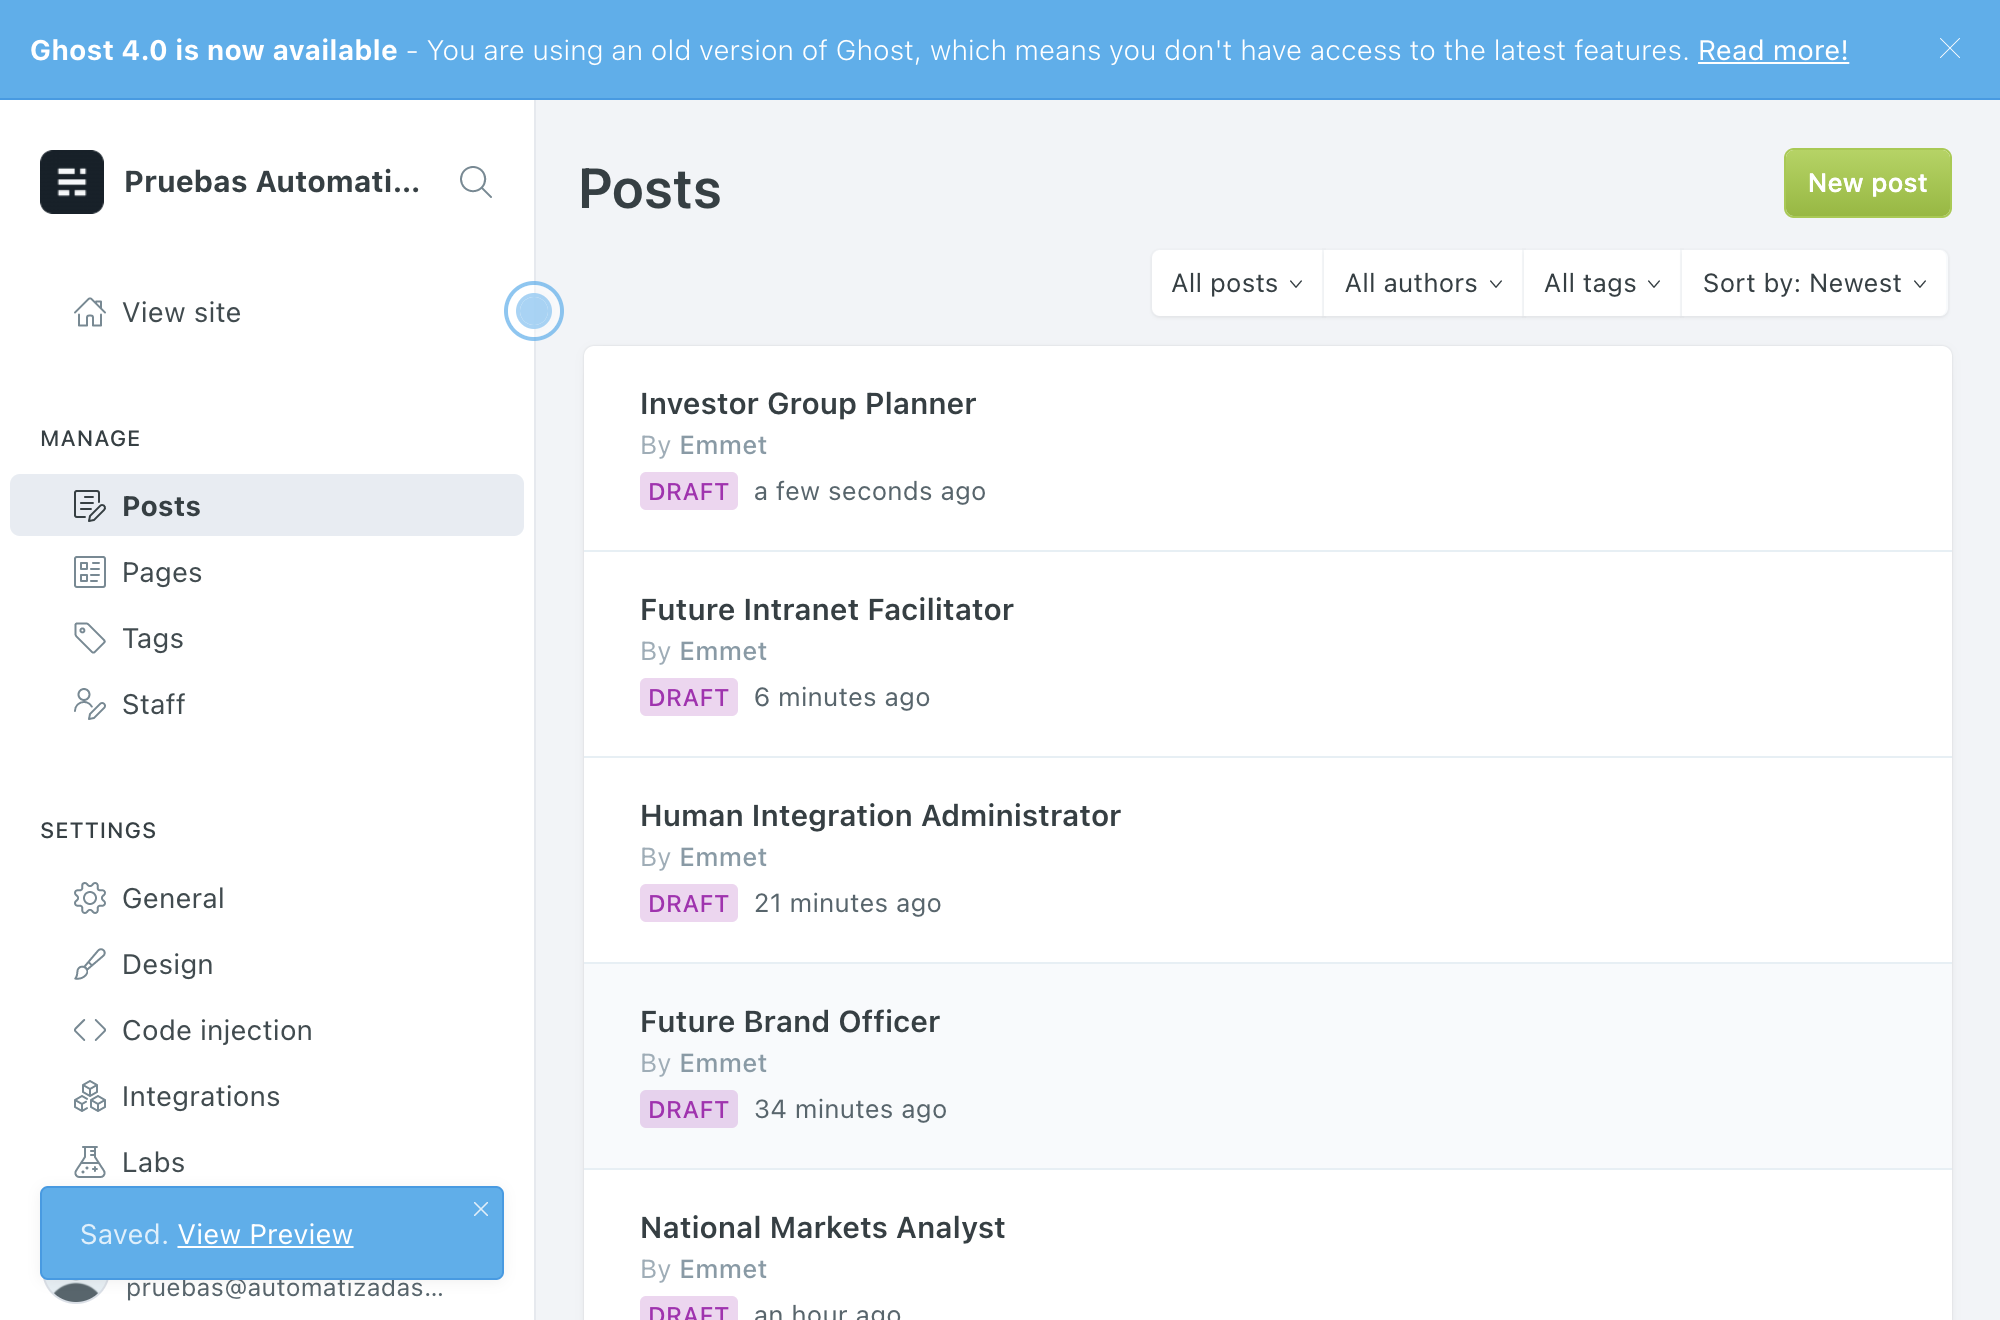 Ghost 4.0 is now available - You are using an old version of Ghost, which means you don't have access to the latest features. Read more!
Pruebas Automati...
View site
MANAGE
Posts
Pages
Tags
Staff
SETTINGS
General
Design
Code injection
Integrations
Labs
Saved. View Preview
pruebas@automatizadas...
Posts
New post
All posts
All authors
All tags
Sort by: Newest
Investor Group Planner
By Emmet
DRAFT a few seconds ago
Future Intranet Facilitator
By Emmet
DRAFT 6 minutes ago
Human Integration Administrator
By Emmet
DRAFT 21 minutes ago
Future Brand Officer
By Emmet
DRAFT 34 minutes ago
National Markets Analyst
By Emmet
DRAFT an hour ago